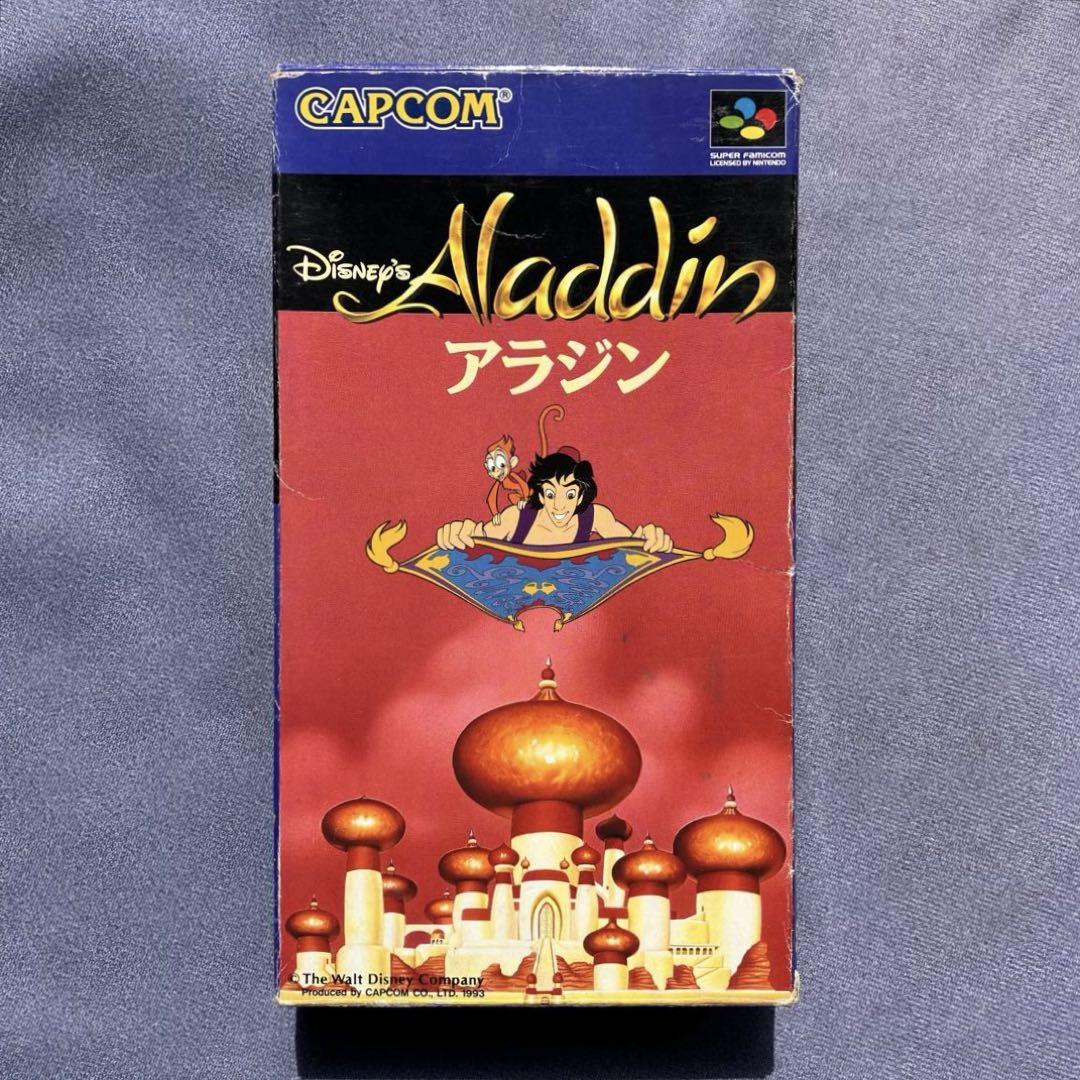 CAPCOM®
SUPER FAMICOM
LICENSED BY NINTENDO
DISNEY'S Aladdin
アラジン
© The Walt Disney Company
Produced by CAPCOM CO., LTD. 1993